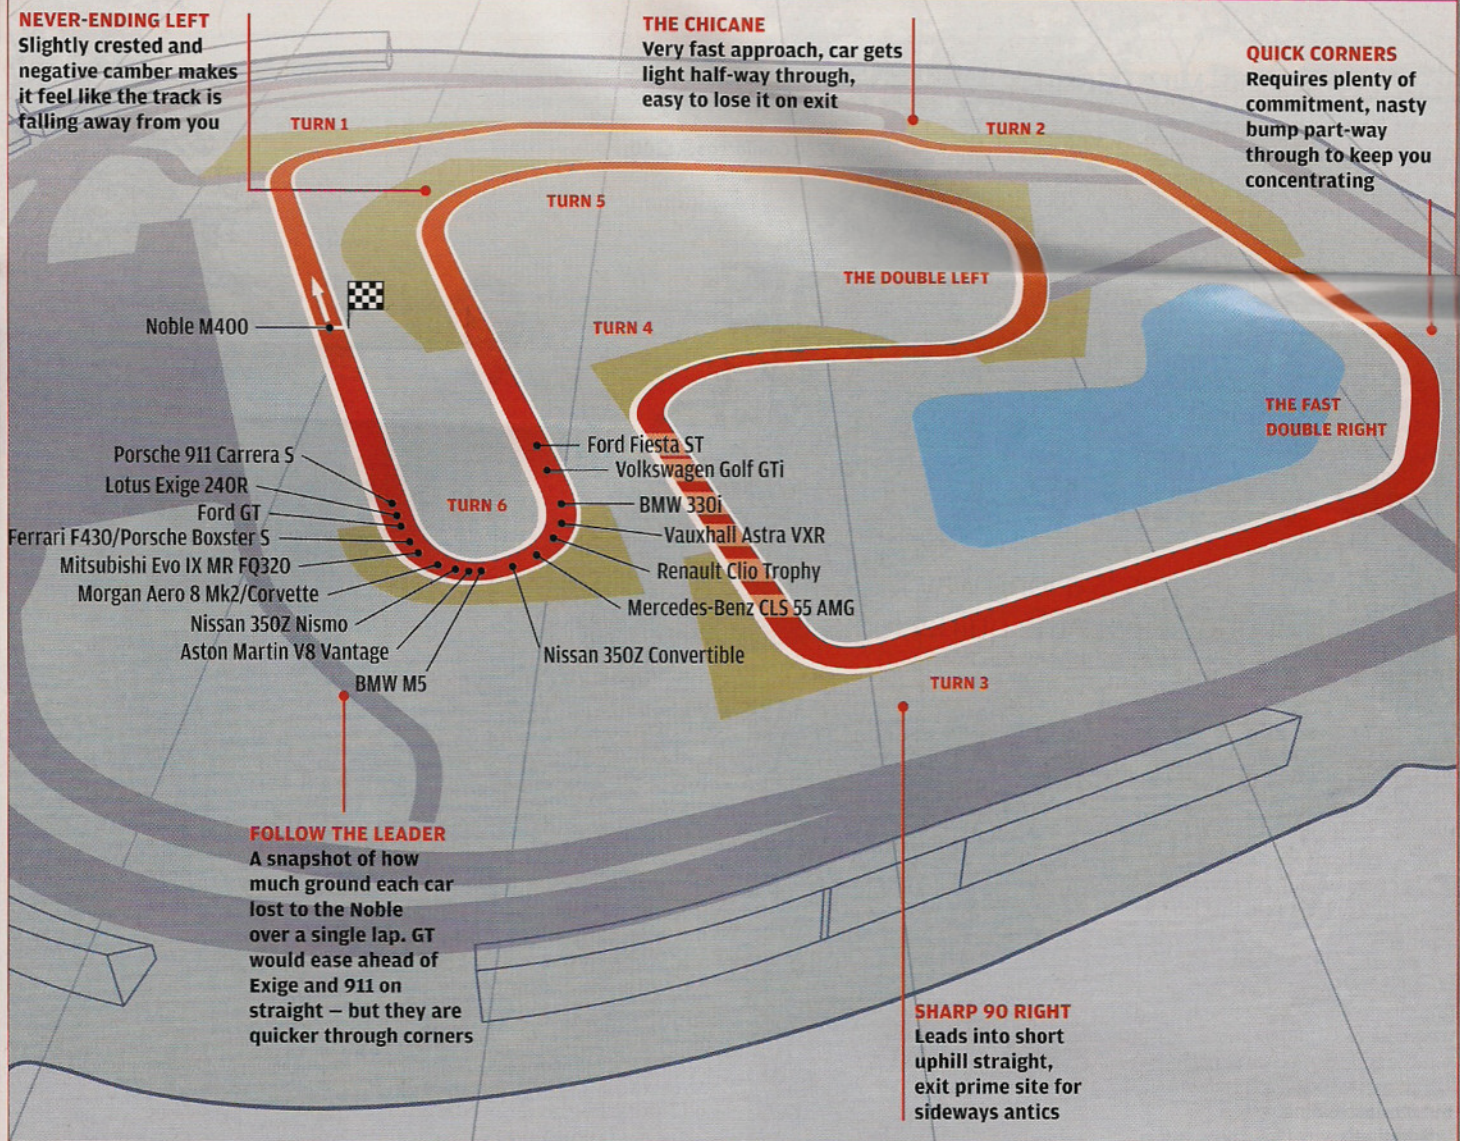 NEVER-ENDING LEFT
Slightly crested and
negative camber makes
it feel like the track is
falling away from you
THE CHICANE
Very fast approach, car gets
light half-way through,
easy to lose it on exit
QUICK CORNERS
Requires plenty of
commitment, nasty
bump part-way
through to keep you
concentrating
TURN 1
TURN 2
TURN 5
THE DOUBLE LEFT
TURN 4
Noble M400
THE FAST
DOUBLE RIGHT
Porsche 911 Carrera S
Lotus Exige 240R
Ford GT
Ferrari F430/Porsche Boxster S
Mitsubishi Evo IX MR FQ320
Morgan Aero 8 Mk2/Corvette
Nissan 350Z Nismo
Aston Martin V8 Vantage
BMW M5
TURN 6
Ford Fiesta ST
Volkswagen Golf GTi
BMW 330i
Vauxhall Astra VXR
Renault Clio Trophy
Mercedes-Benz CLS 55 AMG
Nissan 350Z Convertible
TURN 3
FOLLOW THE LEADER
A snapshot of how
much ground each car
lost to the Noble
over a single lap. GT
would ease ahead of
Exige and 911 on
straight – but they are
quicker through corners
SHARP 90 RIGHT
Leads into short
uphill straight,
exit prime site for
sideways antics